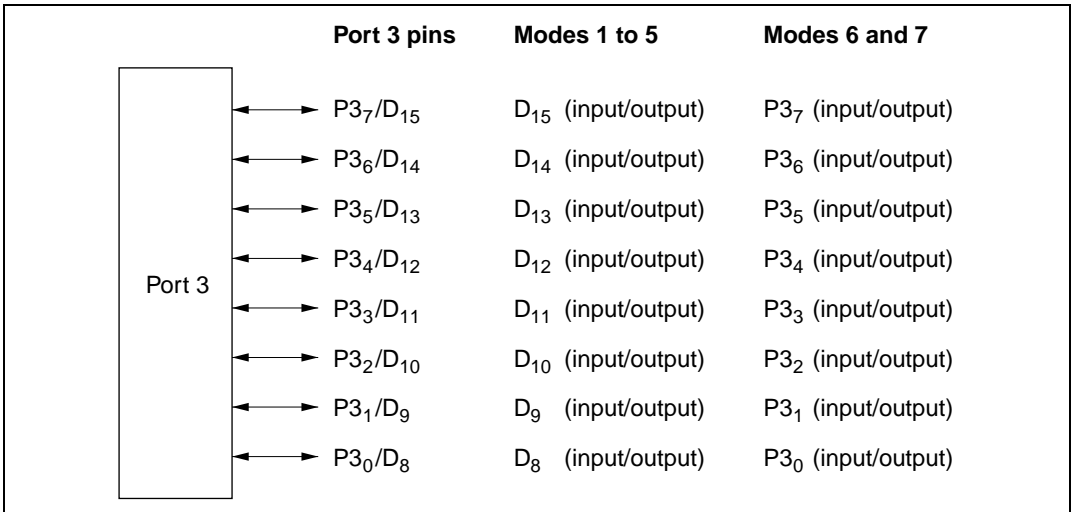 Port 3 pins Modes 1 to 5 Modes 6 and 7
P3₇/D₁₅ D₁₅ (input/output) P3₇ (input/output)
P3₆/D₁₄ D₁₄ (input/output) P3₆ (input/output)
P3₅/D₁₃ D₁₃ (input/output) P3₅ (input/output)
P3₄/D₁₂ D₁₂ (input/output) P3₄ (input/output)
Port 3
P3₃/D₁₁ D₁₁ (input/output) P3₃ (input/output)
P3₂/D₁₀ D₁₀ (input/output) P3₂ (input/output)
P3₁/D₉ D₉ (input/output) P3₁ (input/output)
P3₀/D₈ D₈ (input/output) P3₀ (input/output)